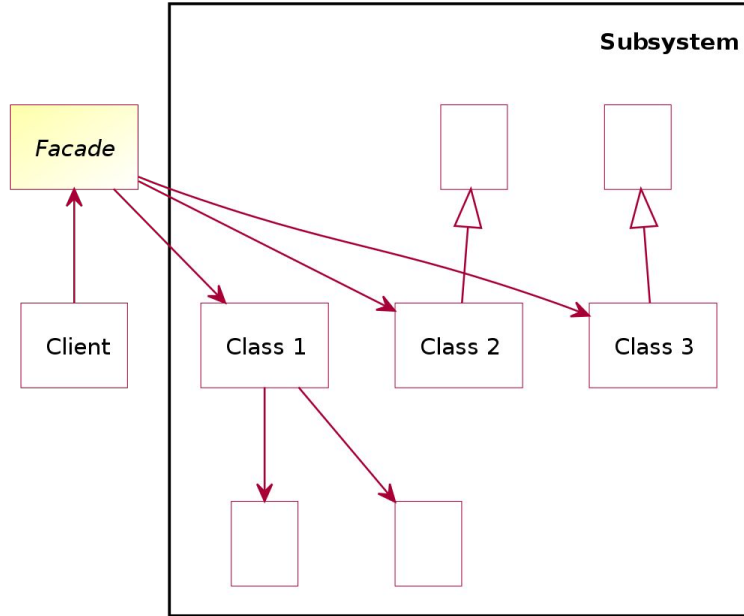 Subsystem
Facade
Client
Class 1
Class 2
Class 3